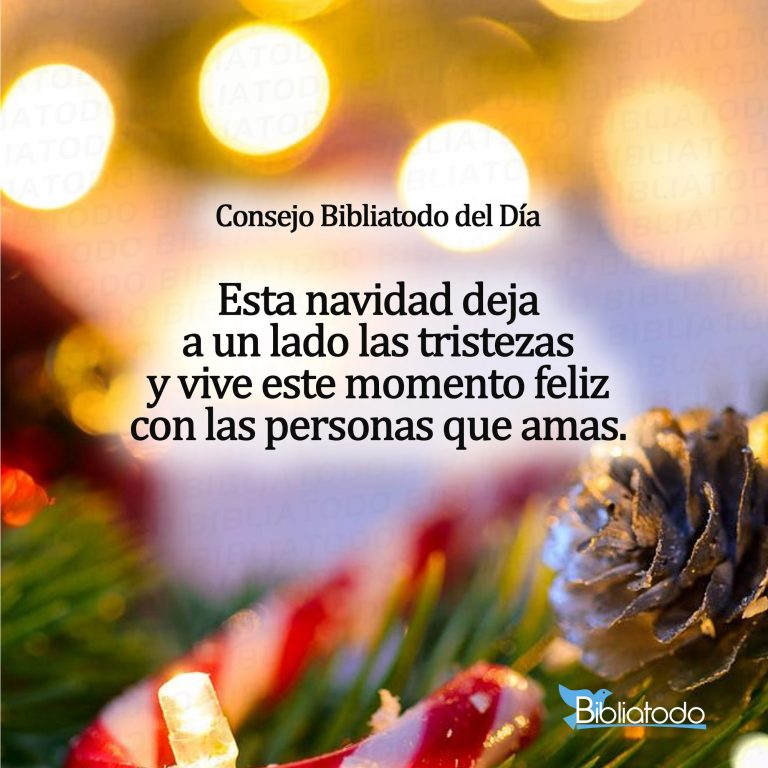 Consejo Bibliatodo del Día
Esta navidad deja
a un lado las tristezas
y vive este momento feliz
con las personas que amas.
Bibliatodo